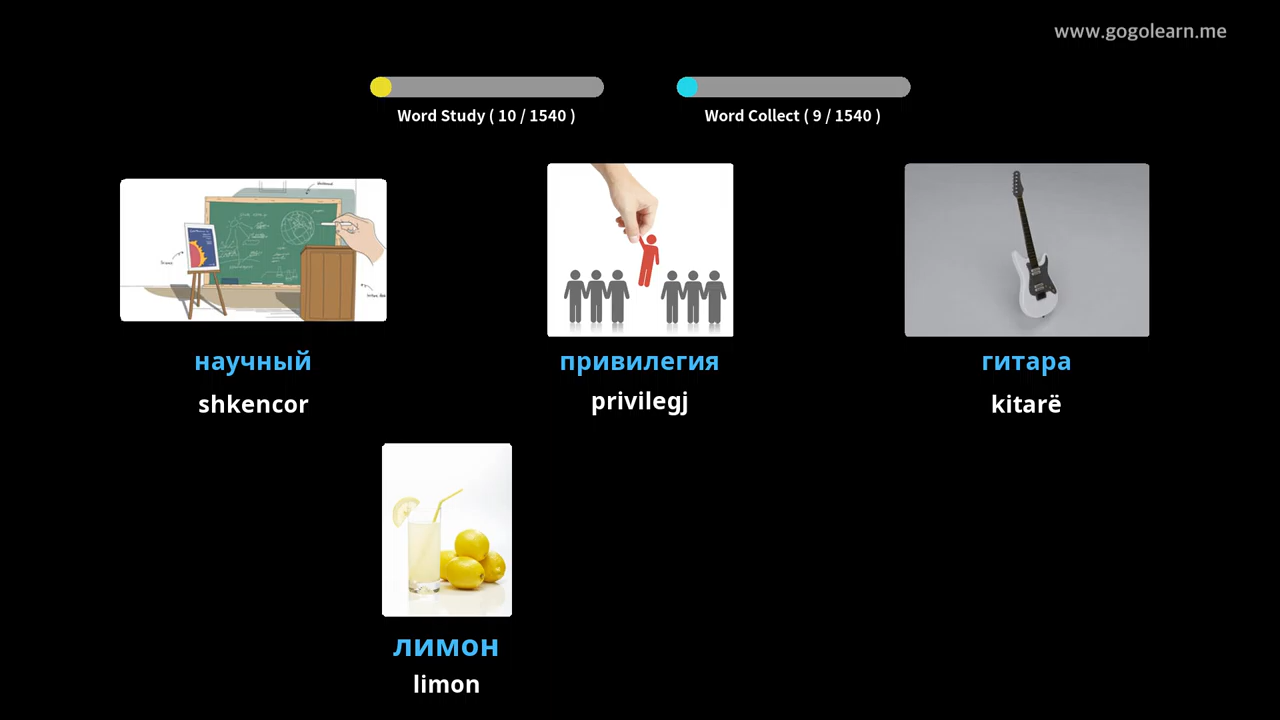 www.gogolearn.me
Word Study ( 10 / 1540 )
Word Collect ( 9 / 1540 )
научный
shkencor
привилегия
privilegj
гитара
kitarë
лимон
limon